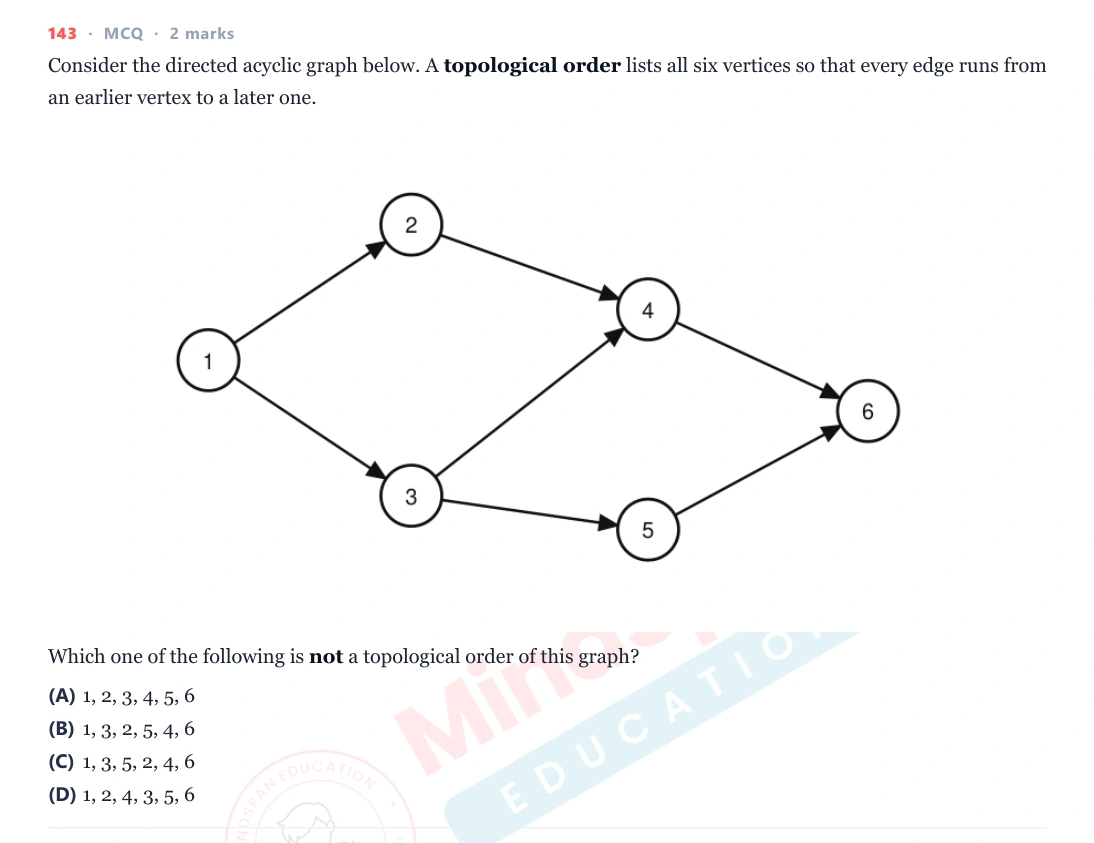 143 · MCQ · 2 marks
Consider the directed acyclic graph below. A topological order lists all six vertices so that every edge runs from
an earlier vertex to a later one.
2
4
1
6
3
5
Which one of the following is not a topological order of this graph?
(A) 1, 2, 3, 4, 5, 6
(B) 1, 3, 2, 5, 4, 6
(C) 1, 3, 5, 2, 4, 6
(D) 1, 2, 4, 3, 5, 6
EDUCATION